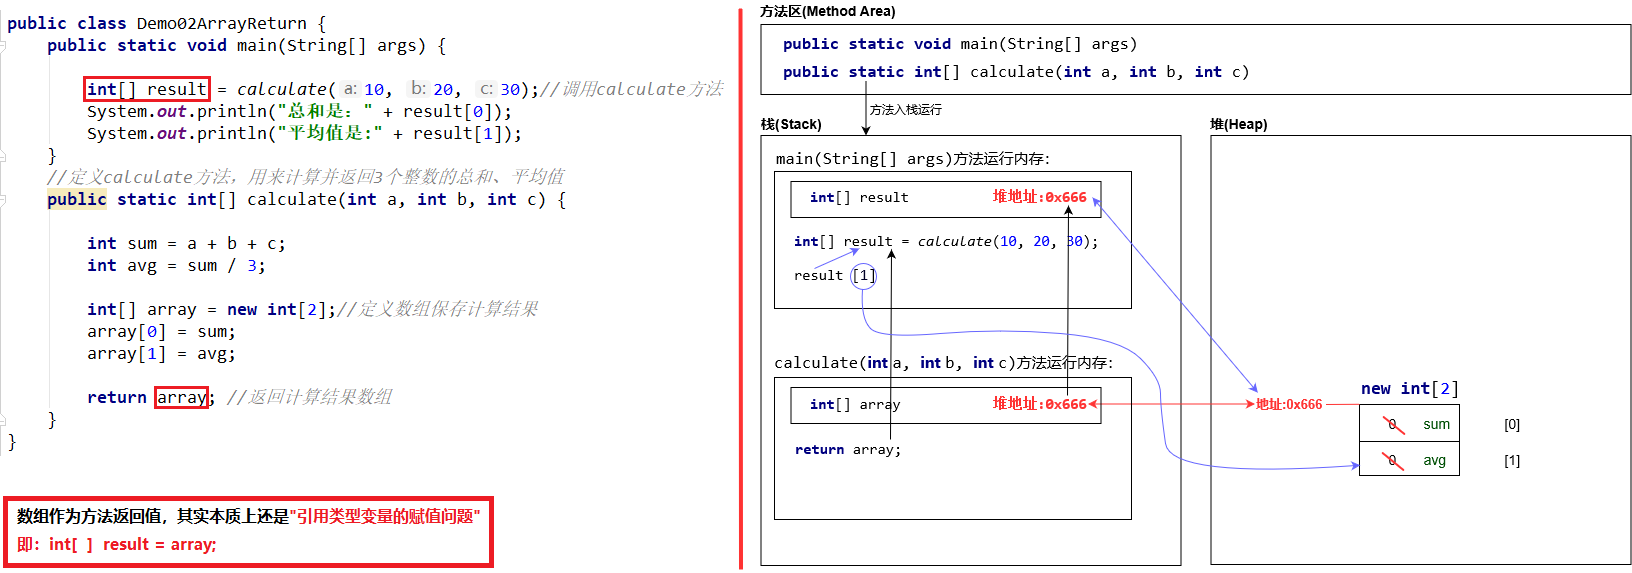 public class Demo02ArrayReturn {
public static void main(String[] args) {
int[] result = calculate( a: 10, b: 20, c: 30);//调用calculate方法
System.out.println("总和是: " + result[0]);
System.out.println("平均值是:" + result[1]);
}
//定义calculate方法, 用来计算并返回3个整数的总和、平均值
public static int[] calculate(int a, int b, int c) {
int sum = a + b + c;
int avg = sum / 3;
int[] array = new int[2];//定义数组保存计算结果
array[0] = sum;
array[1] = avg;
return array; //返回计算结果数组
}
}
数组作为方法返回值，其实本质上还是"引用类型变量的赋值问题"
即：int[ ] result = array;
方法区(Method Area)
public static void main(String[] args)
public static int[] calculate(int a, int b, int c)
方法入栈运行
栈(Stack)
main(String[] args)方法运行内存:
int[] result 堆地址:0x666
int[] result = calculate(10, 20, 30);
result [1]
calculate(int a, int b, int c)方法运行内存:
int[] array 堆地址:0x666
return array;
堆(Heap)
new int[2]
地址:0x666
0 sum [0]
0 avg [1]